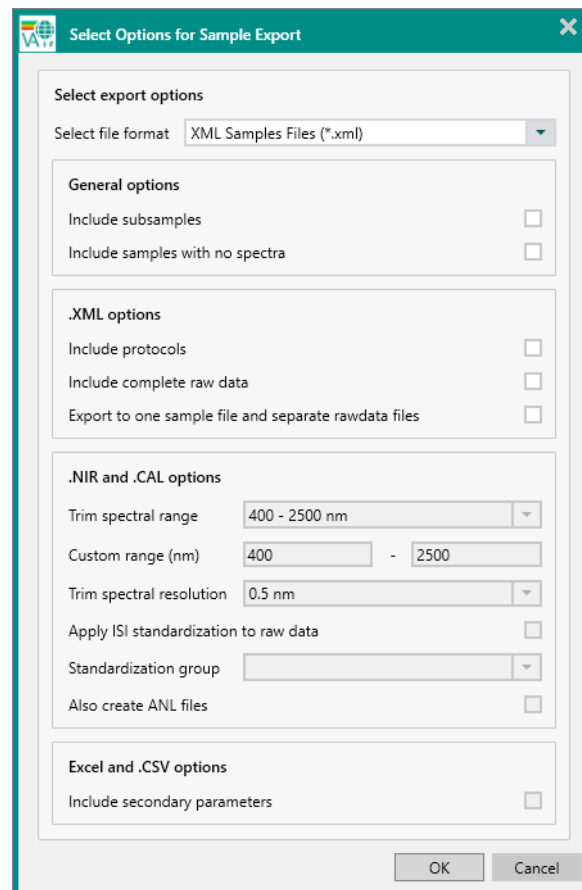 Select Options for Sample Export
Select export options
Select file format XML Samples Files (*.xml)
General options
Include subsamples
Include samples with no spectra
.XML options
Include protocols
Include complete raw data
Export to one sample file and separate rawdata files
.NIR and .CAL options
Trim spectral range 400 - 2500 nm
Custom range (nm) 400 - 2500
Trim spectral resolution 0.5 nm
Apply ISI standardization to raw data
Standardization group
Also create ANL files
Excel and .CSV options
Include secondary parameters
OK Cancel